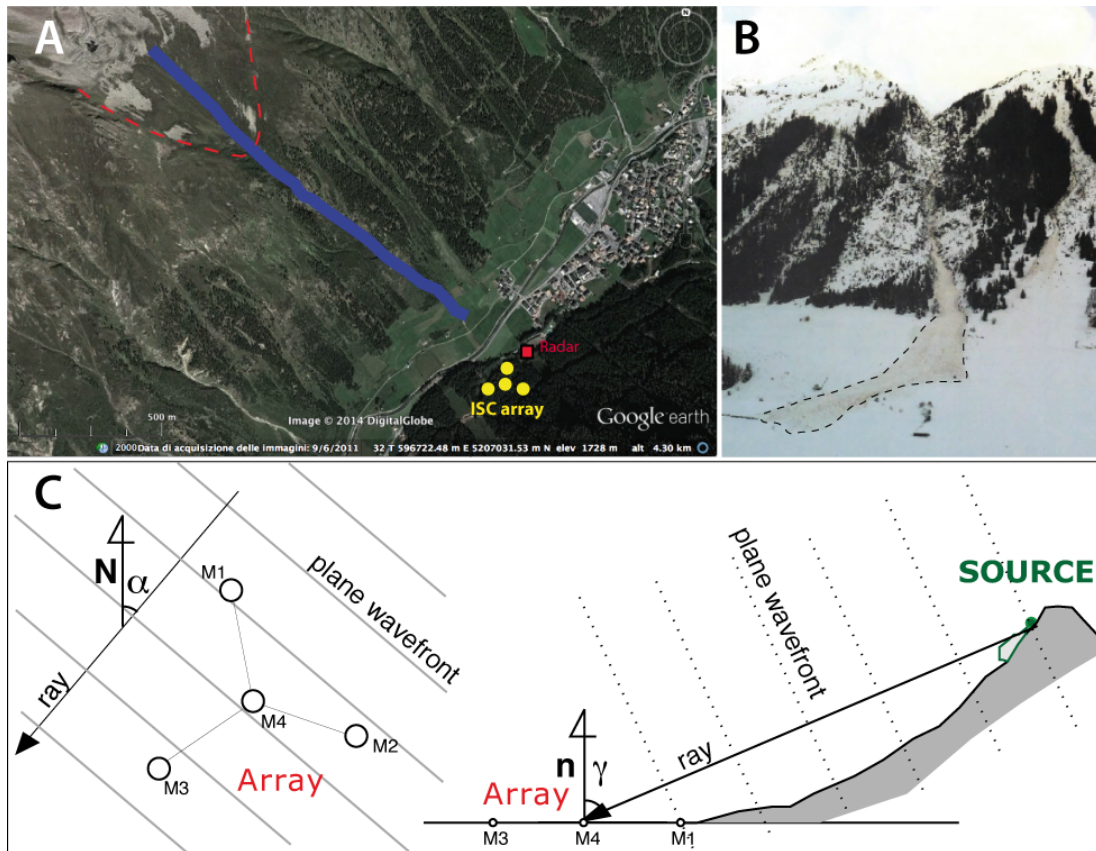 A
N
Radar
ISC array
500 m
Image © 2014 DigitalGlobe
Google earth
2000
Data di acquisizione delle immagini: 9/6/2011
32 T 596722.48 m E 5207031.53 m N elev 1728 m
alt 4.30 km
B
C
N
α
M1
plane wavefront
ray
M4
M2
M3
Array
plane wavefront
SOURCE
ray
n
γ
Array
M3
M4
M1